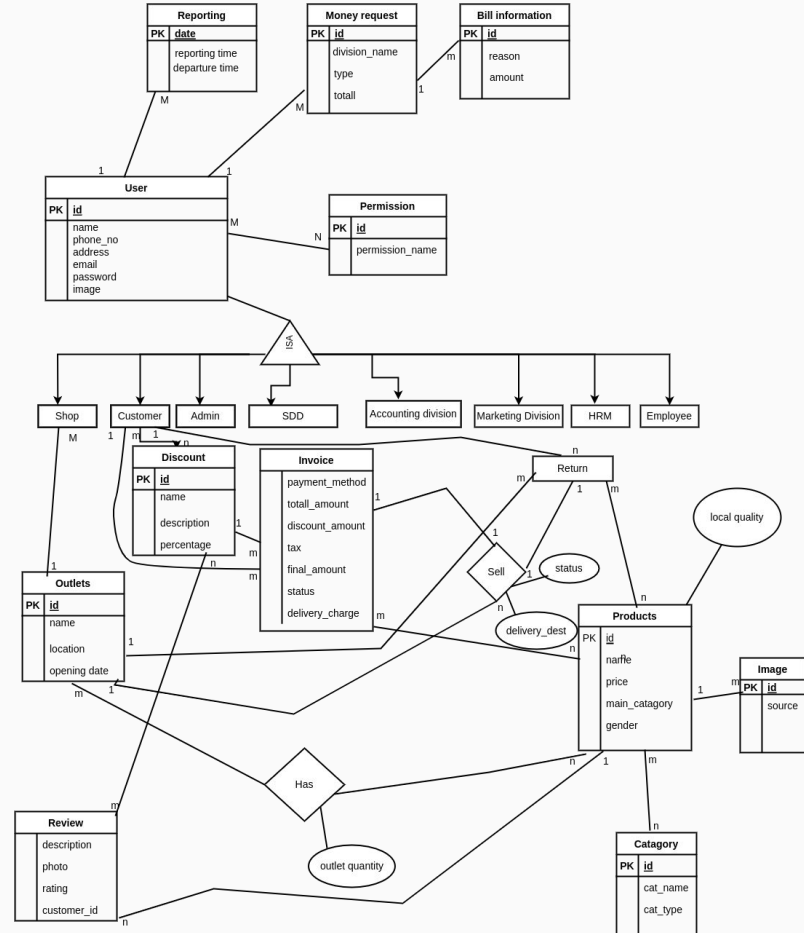 Reporting
PK date
reporting time
departure time
M
Money request
PK id
division_name
type
totall
M
1
Bill information
PK id
reason
amount
m
1
1
User
PK id
name
phone_no
address
email
password
image
M
N
Permission
PK id
permission_name
ISA
Shop
Customer
Admin
SDD
Accounting division
Marketing Division
HRM
Employee
M
1
m
1
n
Discount
PK id
name
description
percentage
1
m
n
m
Invoice
payment_method
totall_amount
discount_amount
tax
final_amount
status
delivery_charge
1
m
n
Return
m
1
m
n
1
Sell
1
n
status
delivery_dest
local quality
1
Outlets
PK id
name
location
opening date
1
1
m
n
Products
PK id
name
n
price
main_catagory
gender
n
1
m
1
m
Image
PK id
source
Has
outlet quantity
m
Review
description
photo
rating
customer_id
n
n
Catagory
PK id
cat_name
cat_type